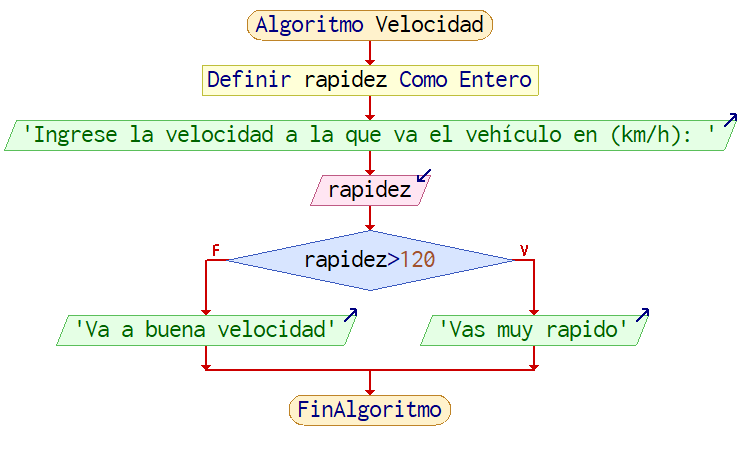 Algoritmo Velocidad
Definir rapidez Como Entero
'Ingrese la velocidad a la que va el vehículo en (km/h): '
rapidez
rapidez>120
F
V
'Va a buena velocidad'
'Vas muy rapido'
FinAlgoritmo